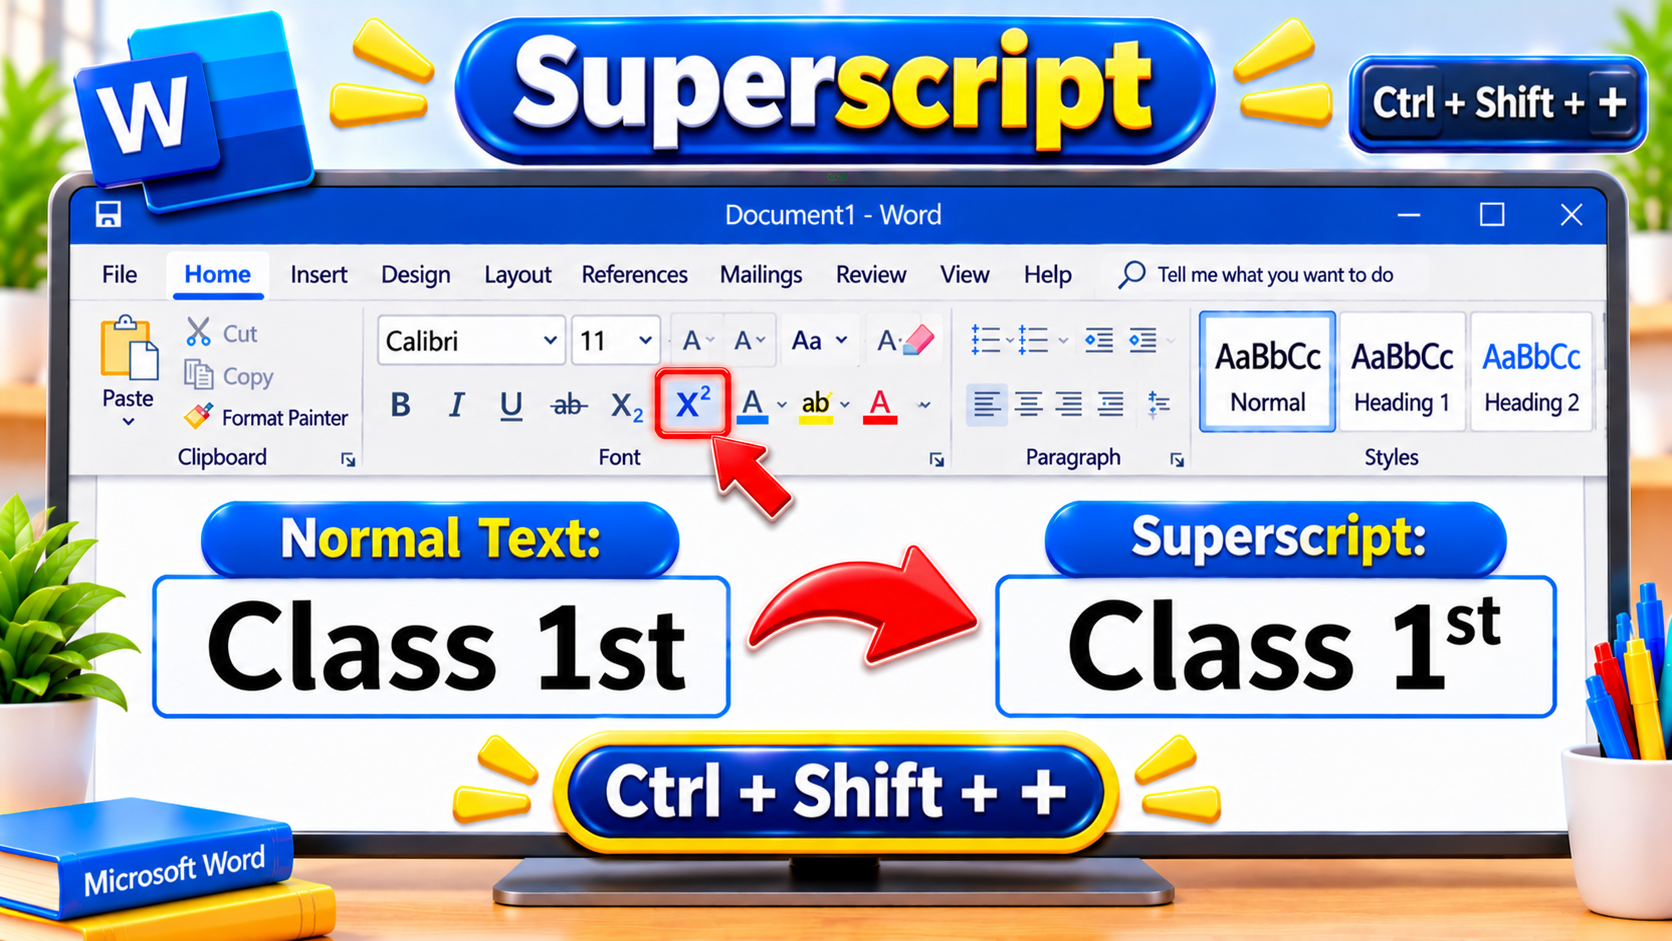 W
Superscript
Ctrl + Shift + +
Document1 - Word
File Home Insert Design Layout References Mailings Review View Help Tell me what you want to do
Paste
Cut
Copy
Format Painter
Clipboard
Calibri 11 A A Aa A
B I U ab X₂ X² A ab A
Font
Paragraph
AaBbCc AaBbCc AaBbCc
Normal Heading 1 Heading 2
Styles
Normal Text:
Class 1st
Superscript:
Class 1ˢᵗ
Ctrl + Shift + +
Microsoft Word